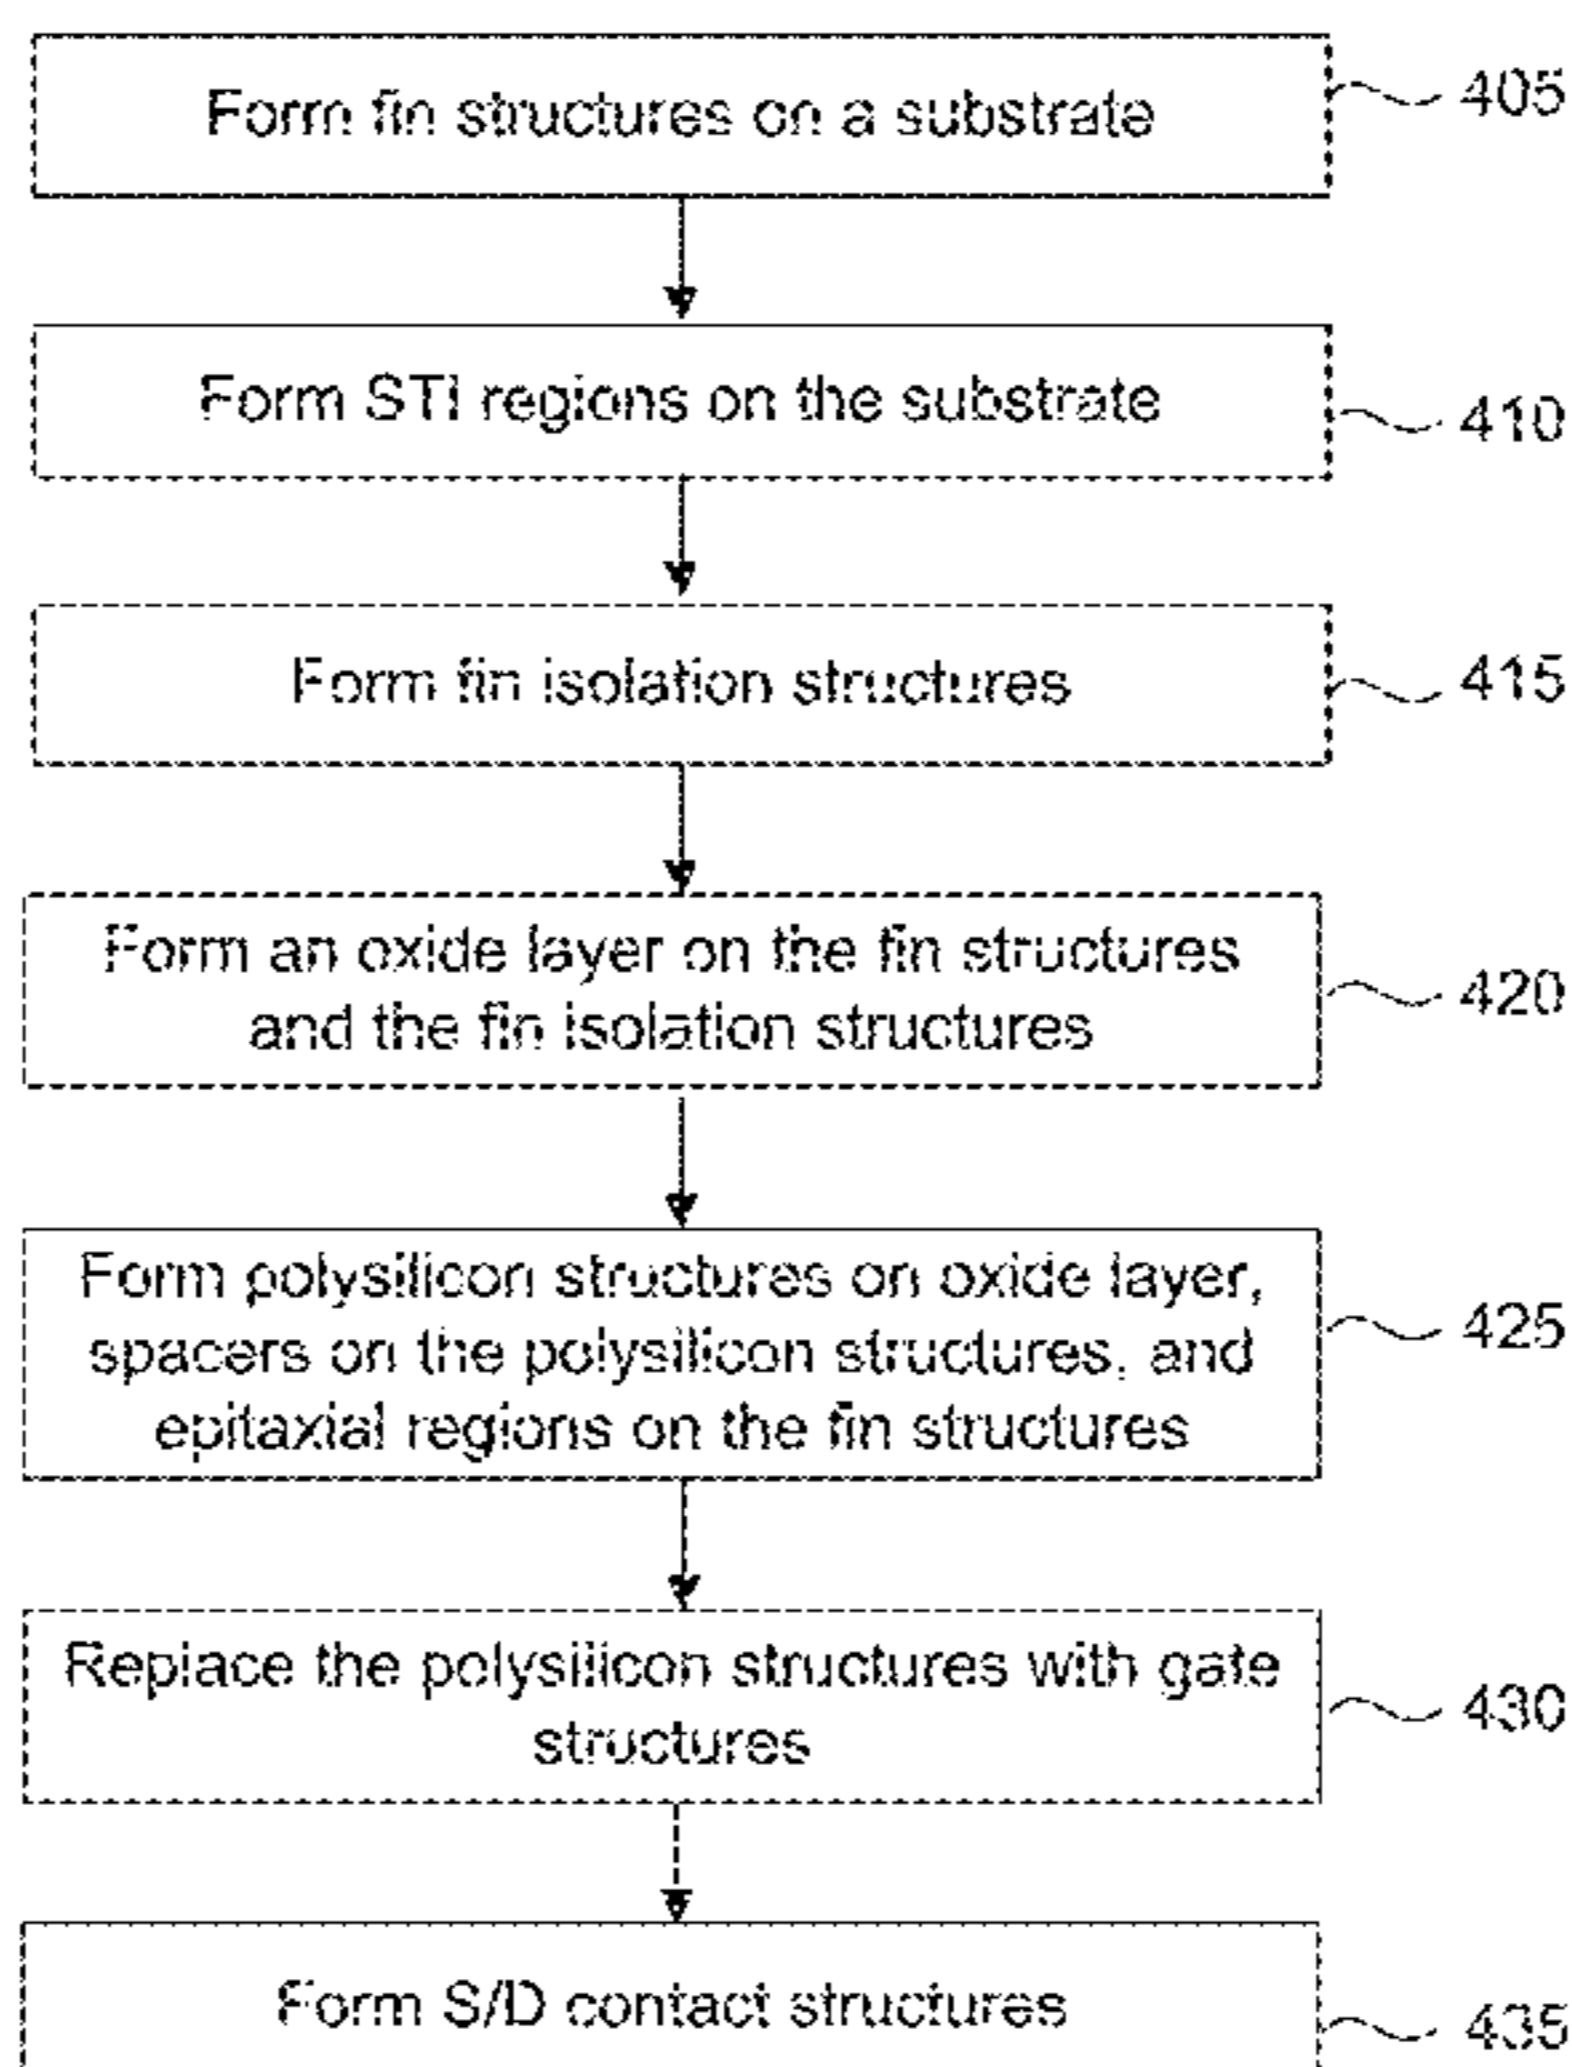 Form fin structures on a substrate
405
Form STI regions on the substrate
410
Form fin isolation structures
415
Form an oxide layer on the fin structures
and the fin isolation structures
420
Form polysilicon structures on oxide layer,
spacers on the polysilicon structures, and
epitaxial regions on the fin structures
425
Replace the polysilicon structures with gate
structures
430
Form S/D contact structures
435